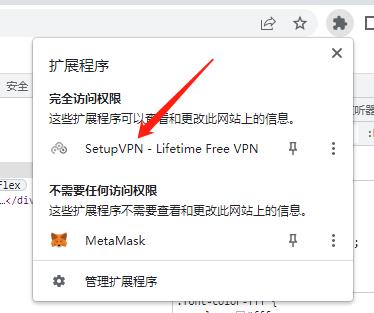 扩展程序
安全
完全访问权限
这些扩展程序可以查看和更改此网站上的信息。
听器
SetupVPN - Lifetime Free VPN
flex
…</div>
不需要任何访问权限
这些扩展程序不需要查看和更改此网站上的信息。
MetaMask
;
管理扩展程序
.font-color-fff {